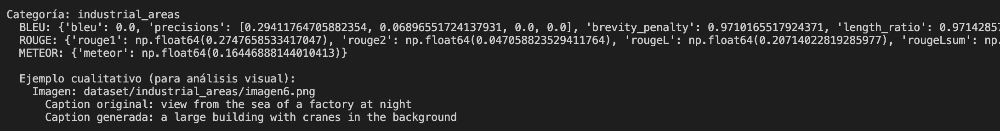 Categoría: industrial_areas
BLEU: {'bleu': 0.0, 'precisions': [0.29411764705882354, 0.06896551724137931, 0.0, 0.0], 'brevity_penalty': 0.9710165517924371, 'length_ratio': 0.97142857
ROUGE: {'rouge1': np.float64(0.2747658533417047), 'rouge2': np.float64(0.047058823529411764), 'rougeL': np.float64(0.20714022819285977), 'rougeLsum': np.
METEOR: {'meteor': np.float64(0.16446888144010413)}
Ejemplo cualitativo (para análisis visual):
Imagen: dataset/industrial_areas/imagen6.png
Caption original: view from the sea of a factory at night
Caption generada: a large building with cranes in the background